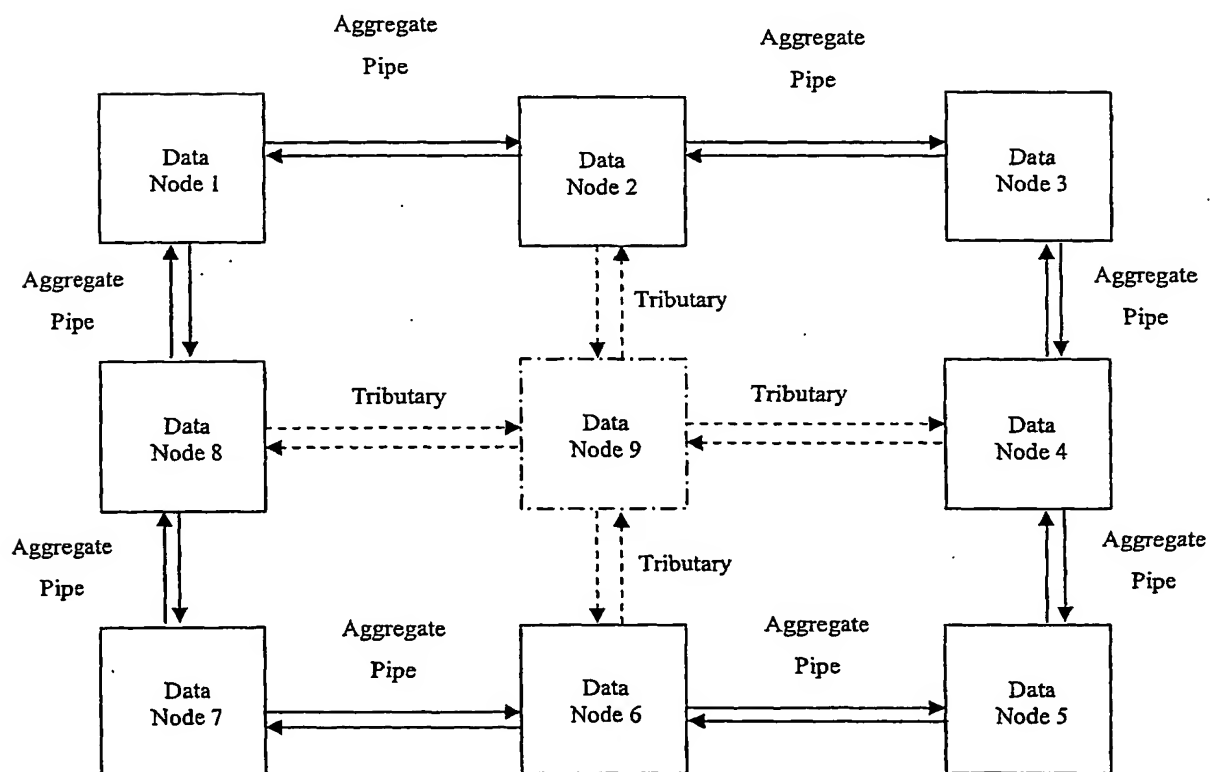 Aggregate
Pipe
Aggregate
Pipe
Data
Node 1
Data
Node 2
Data
Node 3
Aggregate
Pipe
Tributary
Aggregate
Pipe
Data
Node 8
Tributary
Data
Node 9
Tributary
Data
Node 4
Aggregate
Pipe
Tributary
Aggregate
Pipe
Data
Node 7
Aggregate
Pipe
Data
Node 6
Aggregate
Pipe
Data
Node 5